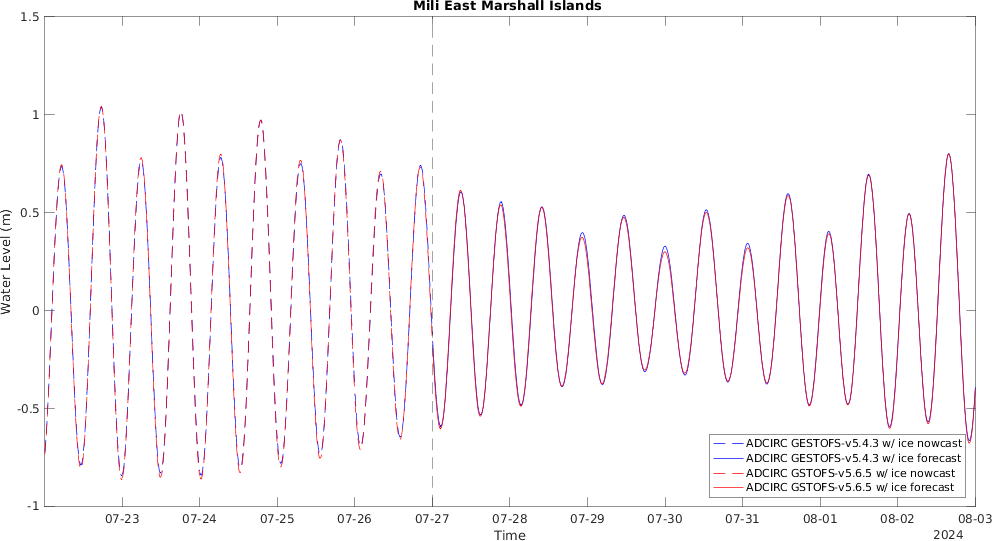 Mili East Marshall Islands
1.5
1
0.5
0
-0.5
-1
Water Level (m)
ADCIRC GESTOFS-v5.4.3 w/ ice nowcast
ADCIRC GESTOFS-v5.4.3 w/ ice forecast
ADCIRC GSTOFS-v5.6.5 w/ ice nowcast
ADCIRC GSTOFS-v5.6.5 w/ ice forecast
07-23 07-24 07-25 07-26 07-27 07-28 07-29 07-30 07-31 08-01 08-02 08-03
Time
2024